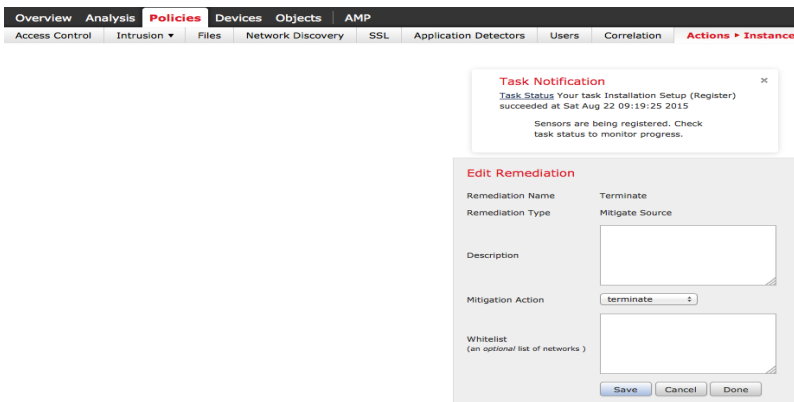 Overview Analysis Policies Devices Objects AMP
Access Control Intrusion ▾ Files Network Discovery SSL Application Detectors Users Correlation Actions ▸ Instance
Task Notification ×
Task Status Your task Installation Setup (Register)
succeeded at Sat Aug 22 09:19:25 2015
Sensors are being registered. Check
task status to monitor progress.
Edit Remediation
Remediation Name Terminate
Remediation Type Mitigate Source
Description
Mitigation Action terminate
Whitelist
(an optional list of networks )
Save Cancel Done